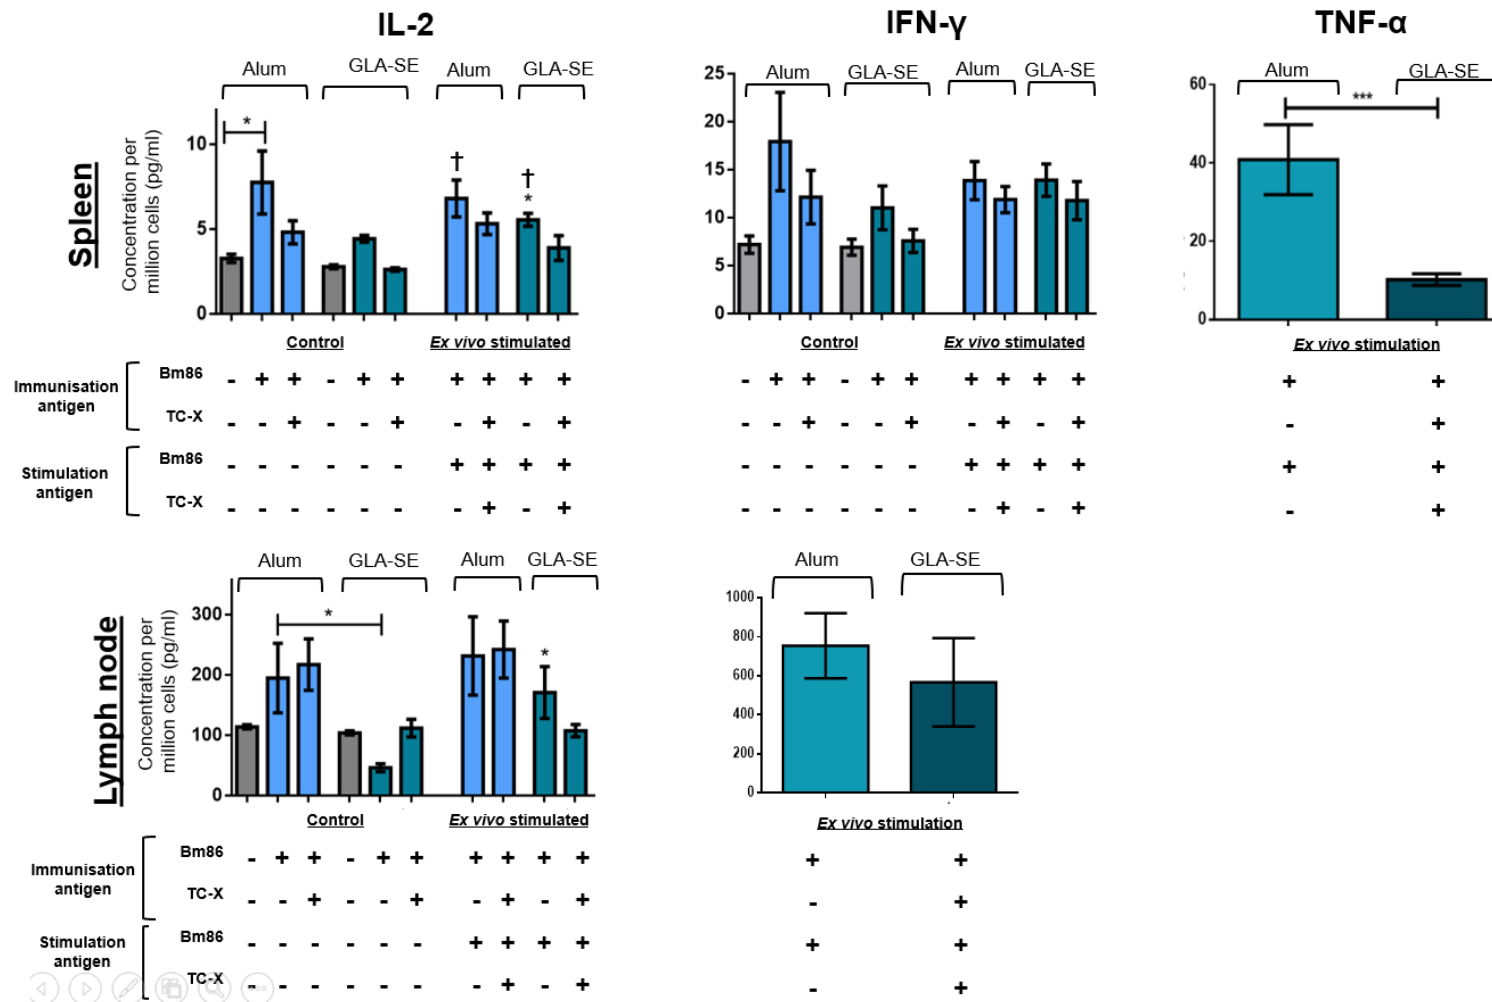 IL-2
IFN-γ
TNF-α
Alum GLA-SE Alum GLA-SE
Alum GLA-SE Alum GLA-SE
Alum GLA-SE
Spleen
Concentration per
million cells (pg/ml)
10
5
0
* † † *
25
20
15
10
5
0
60
40
20
0
***
Control Ex vivo stimulated
Control Ex vivo stimulated
Ex vivo stimulation
Immunisation
antigen
Bm86 - + + - + + + + + + - + + - + + + + + + + +
TC-X - - + - - + - + - + - - + - - + - + - + - +
Stimulation
antigen
Bm86 - - - - - - + + + + - - - - - - + + + + + +
TC-X - - - - - - - + - + - - - - - - - + - + - +
Alum GLA-SE Alum GLA-SE
Alum GLA-SE
Lymph node
Concentration per
million cells (pg/ml)
300
200
100
0
* *
1000
800
600
400
200
0
Control Ex vivo stimulated
Ex vivo stimulation
Immunisation
antigen
Bm86 - + + - + + + + + + + +
TC-X - - + - - + - + - + - +
Stimulation
antigen
Bm86 - - - - - - + + + + + +
TC-X - - - - - - - + - + - +